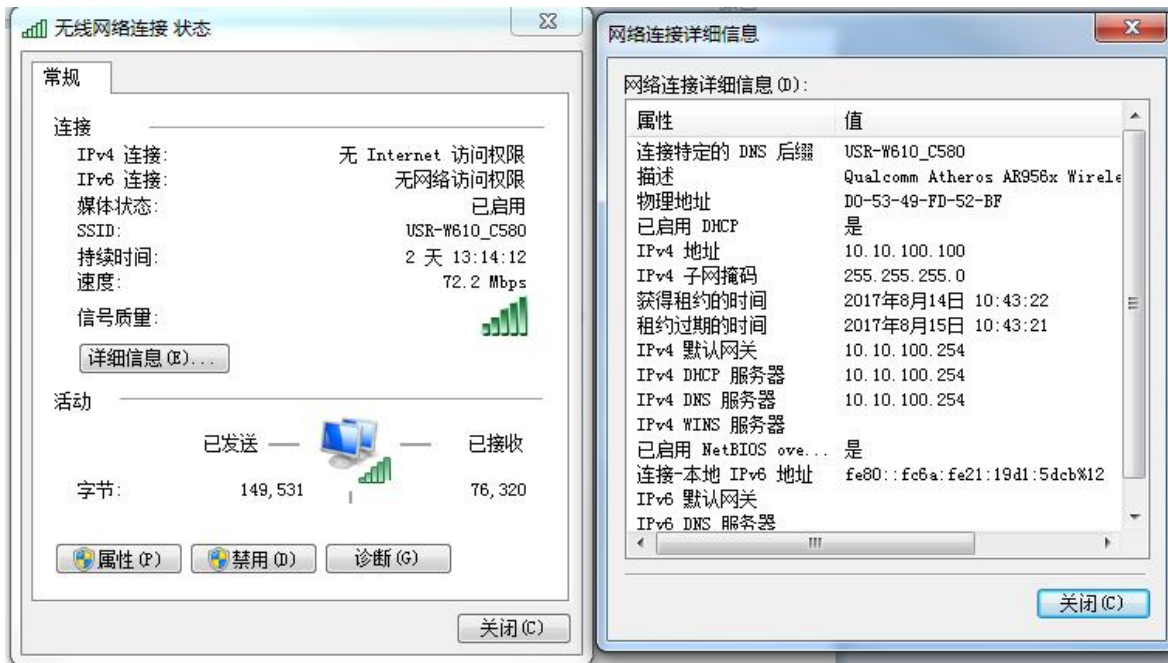 无线网络连接 状态
常规
连接
IPv4 连接: 无 Internet 访问权限
IPv6 连接: 无网络访问权限
媒体状态: 已启用
SSID: USR-W610_C580
持续时间: 2 天 13:14:12
速度: 72.2 Mbps
信号质量:
详细信息(E)...
活动
已发送 — — 已接收
字节: 149,531 76,320
属性(P) 禁用(D) 诊断(G)
关闭(C)
网络连接详细信息
网络连接详细信息(D):
属性 值
连接特定的 DNS 后缀 USR-W610_C580
描述 Qualcomm Atheros AR956x Wirele
物理地址 D0-53-49-FD-52-BF
已启用 DHCP 是
IPv4 地址 10.10.100.100
IPv4 子网掩码 255.255.255.0
获得租约的时间 2017年8月14日 10:43:22
租约过期的时间 2017年8月15日 10:43:21
IPv4 默认网关 10.10.100.254
IPv4 DHCP 服务器 10.10.100.254
IPv4 DNS 服务器 10.10.100.254
IPv4 WINS 服务器
已启用 NetBIOS ove... 是
连接-本地 IPv6 地址 fe80::fc6a:fe21:19d1:5dcb%12
IPv6 默认网关
IPv6 DNS 服务器
关闭(C)